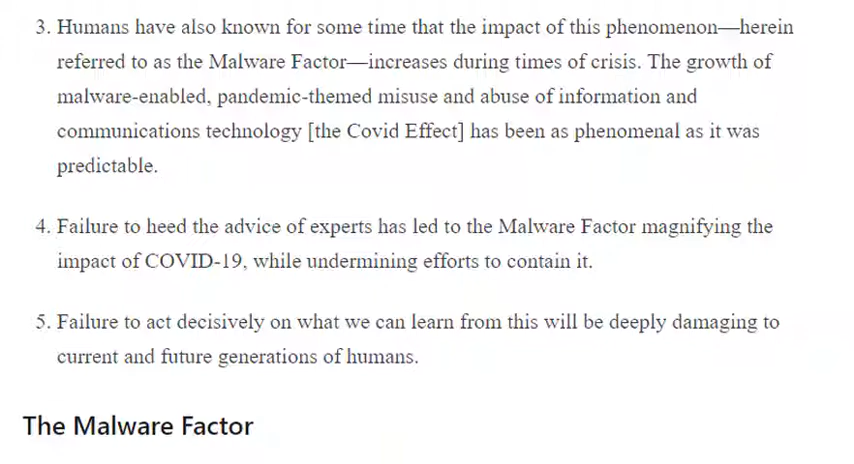 3. Humans have also known for some time that the impact of this phenomenon—herein
referred to as the Malware Factor—increases during times of crisis. The growth of
malware-enabled, pandemic-themed misuse and abuse of information and
communications technology [the Covid Effect] has been as phenomenal as it was
predictable.
4. Failure to heed the advice of experts has led to the Malware Factor magnifying the
impact of COVID-19, while undermining efforts to contain it.
5. Failure to act decisively on what we can learn from this will be deeply damaging to
current and future generations of humans.
The Malware Factor